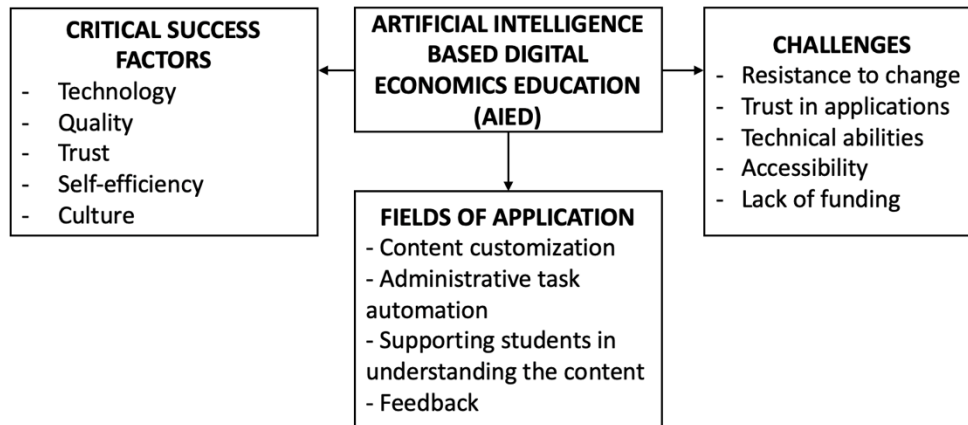 CRITICAL SUCCESS
FACTORS
- Technology
- Quality
- Trust
- Self-efficiency
- Culture
ARTIFICIAL INTELLIGENCE
BASED DIGITAL
ECONOMICS EDUCATION
(AIED)
CHALLENGES
- Resistance to change
- Trust in applications
- Technical abilities
- Accessibility
- Lack of funding
FIELDS OF APPLICATION
- Content customization
- Administrative task
automation
- Supporting students in
understanding the content
- Feedback